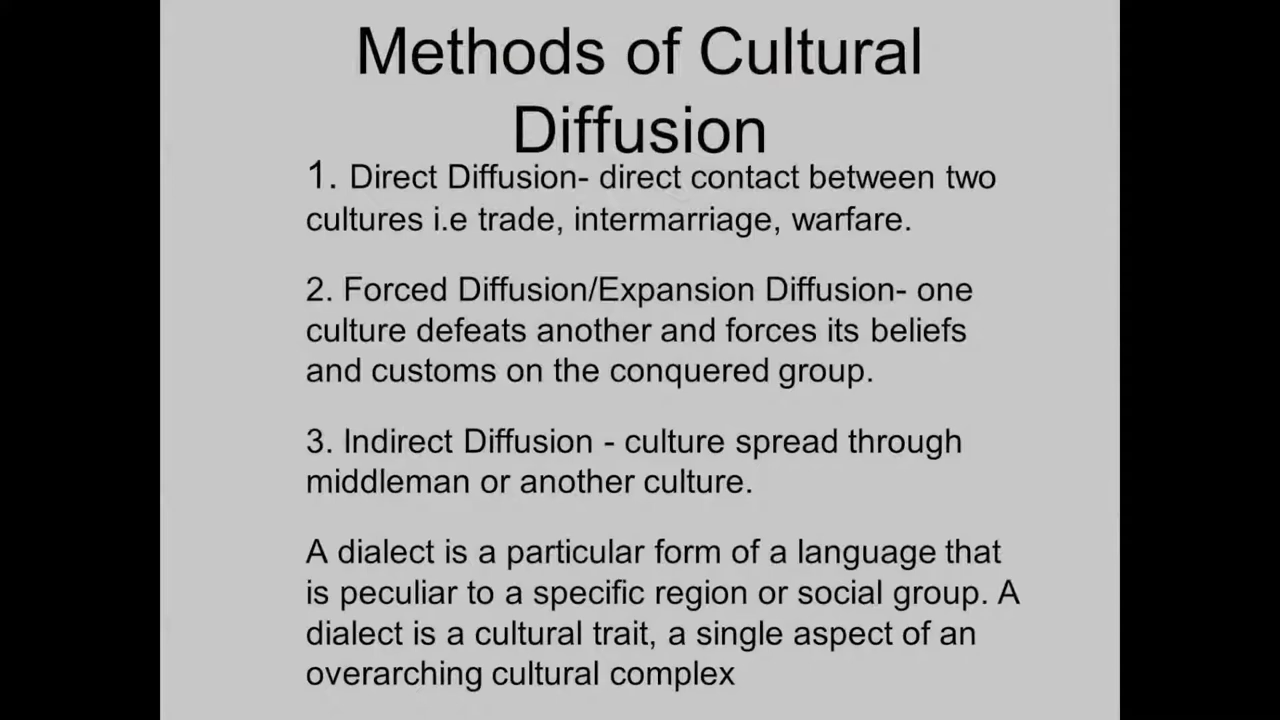 Methods of Cultural
Diffusion
1. Direct Diffusion- direct contact between two
cultures i.e trade, intermarriage, warfare.
2. Forced Diffusion/Expansion Diffusion- one
culture defeats another and forces its beliefs
and customs on the conquered group.
3. Indirect Diffusion - culture spread through
middleman or another culture.
A dialect is a particular form of a language that
is peculiar to a specific region or social group. A
dialect is a cultural trait, a single aspect of an
overarching cultural complex